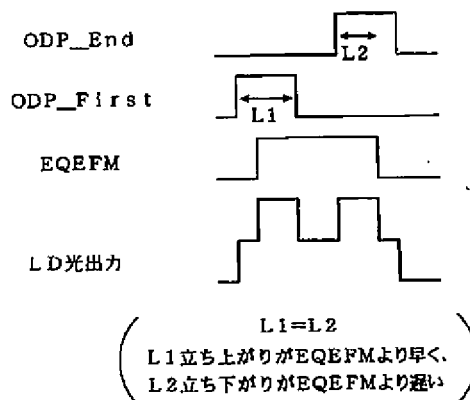 ODP_End
L2
ODP_First
L1
EQEFM
LD光出力
L1=L2
L1立ち上がりがEQEFMより早く、
L2立ち下がりがEQEFMより遅い